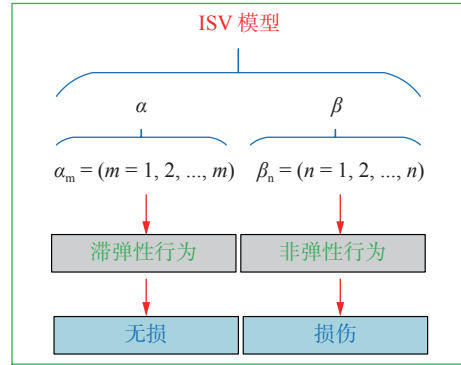 ISV 模型
α β
αm = (m = 1, 2, ..., m) βn = (n = 1, 2, ..., n)
滞弹性行为 非弹性行为
无损 损伤